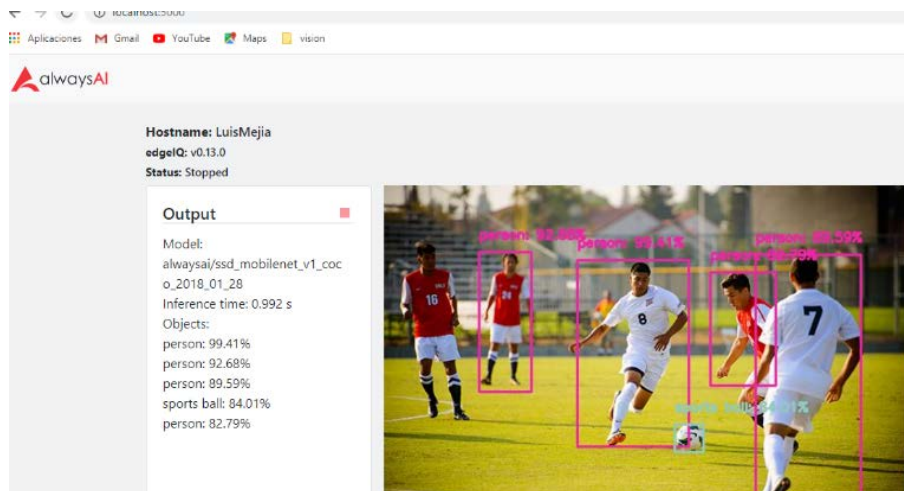 localhost:5000
Aplicaciones Gmail YouTube Maps vision
alwaysAI
Hostname: LuisMejia
edgeIQ: v0.13.0
Status: Stopped
Output
Model:
alwaysai/ssd_mobilenet_v1_coc
o_2018_01_28
Inference time: 0.992 s
Objects:
person: 99.41%
person: 92.68%
person: 89.59%
sports ball: 84.01%
person: 82.79%
person: 92.68%
person: 99.41%
person: 89.59%
person: 82.79%
16
24
8
7
sports ball: 84.01%